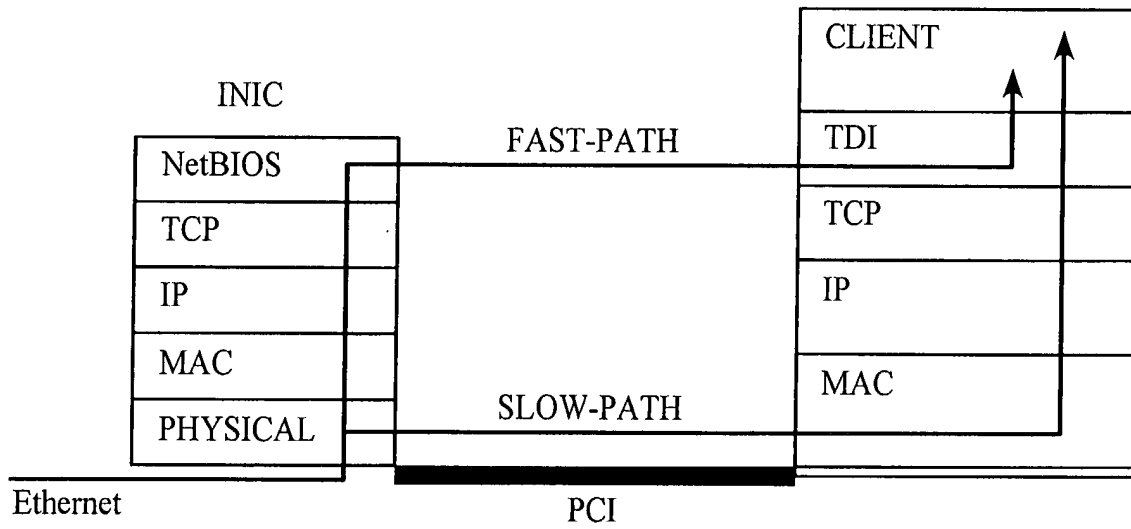 INIC
NetBIOS
TCP
IP
MAC
PHYSICAL
Ethernet
FAST-PATH
SLOW-PATH
PCI
CLIENT
TDI
TCP
IP
MAC